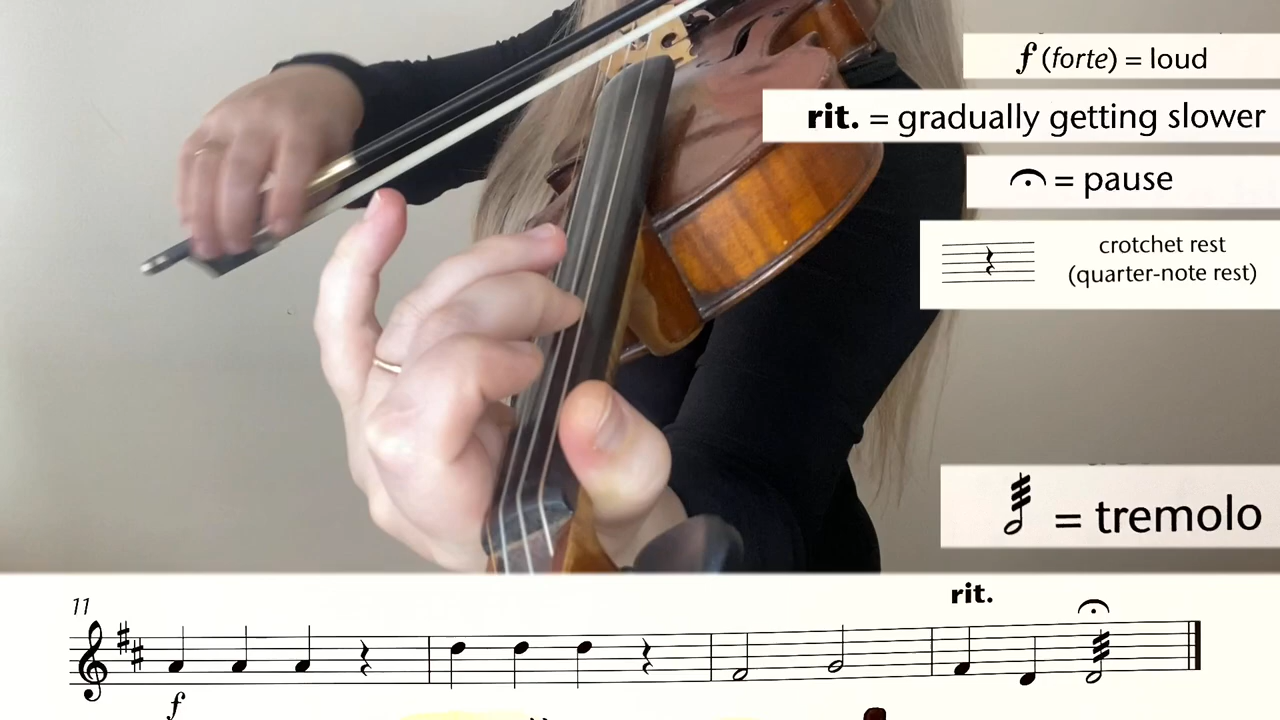 f (forte) = loud
rit. = gradually getting slower
= pause
crotchet rest
(quarter-note rest)
= tremolo
11
rit.
f